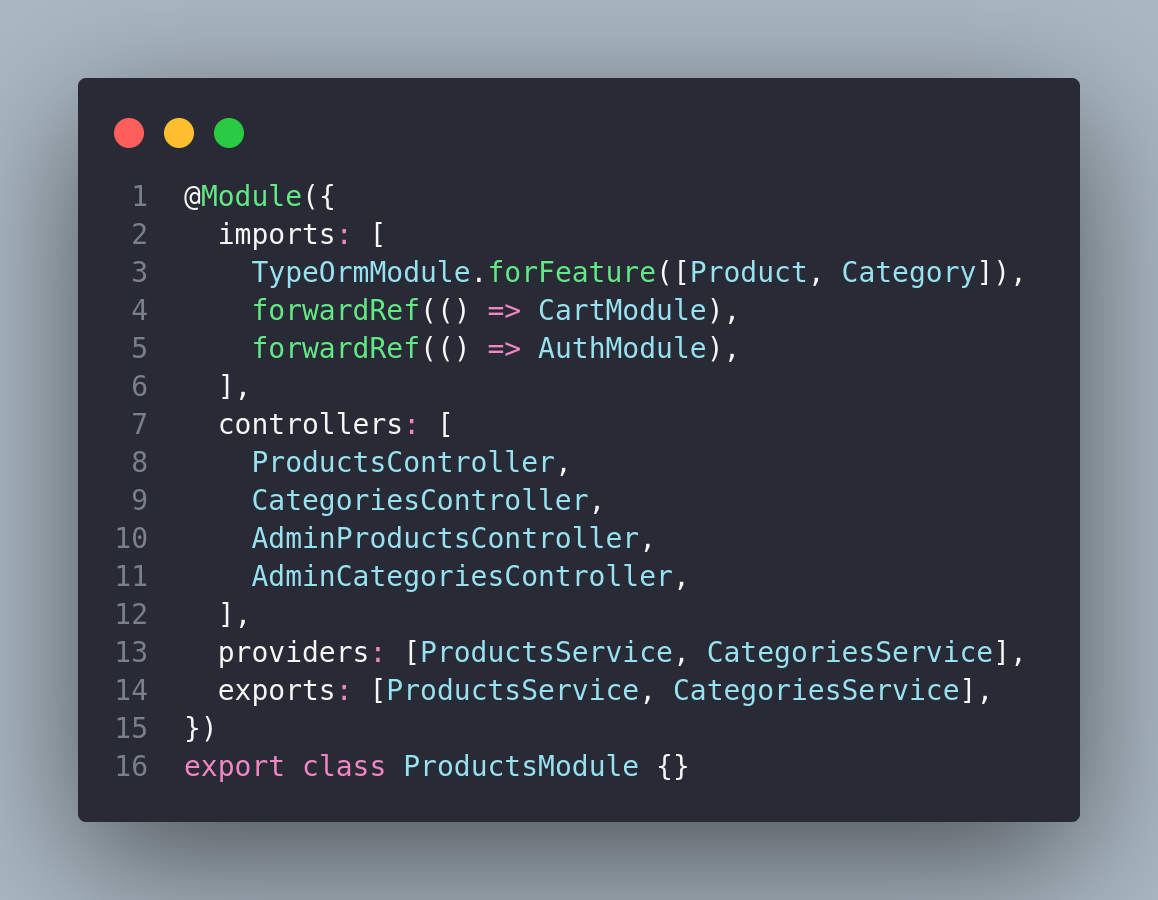 1 @Module({
2   imports: [
3     TypeOrmModule.forFeature([Product, Category]),
4     forwardRef(() => CartModule),
5     forwardRef(() => AuthModule),
6   ],
7   controllers: [
8     ProductsController,
9     CategoriesController,
10     AdminProductsController,
11     AdminCategoriesController,
12   ],
13   providers: [ProductsService, CategoriesService],
14   exports: [ProductsService, CategoriesService],
15 })
16 export class ProductsModule {}